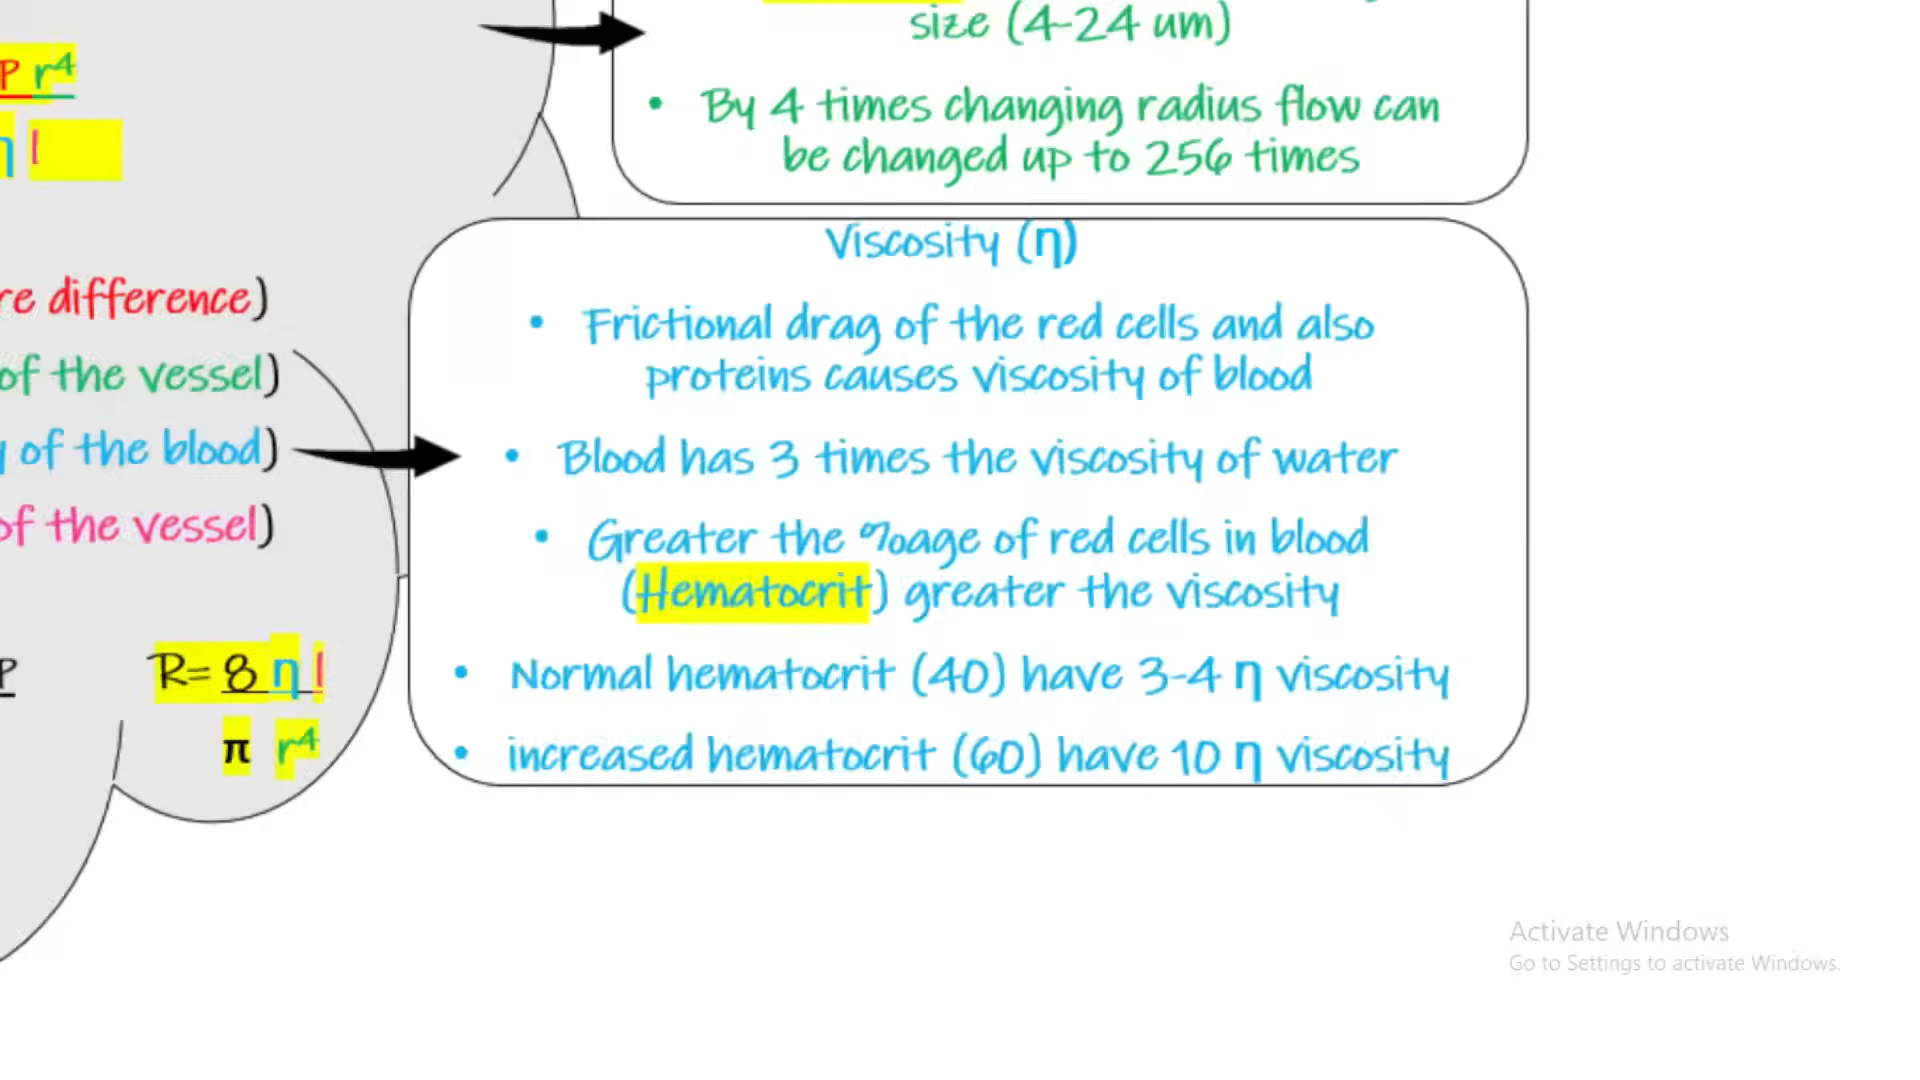 size (4-24 um)
• By 4 times changing radius flow can
be changed up to 256 times
P r⁴
η l
re difference)
of the vessel)
of the blood)
of the vessel)
P
R= 8 η l
π r⁴
Viscosity (η)
• Frictional drag of the red cells and also
proteins causes viscosity of blood
• Blood has 3 times the viscosity of water
• Greater the %age of red cells in blood
(Hematocrit) greater the viscosity
• Normal hematocrit (40) have 3-4 η viscosity
• increased hematocrit (60) have 10 η viscosity
Activate Windows
Go to Settings to activate Windows.